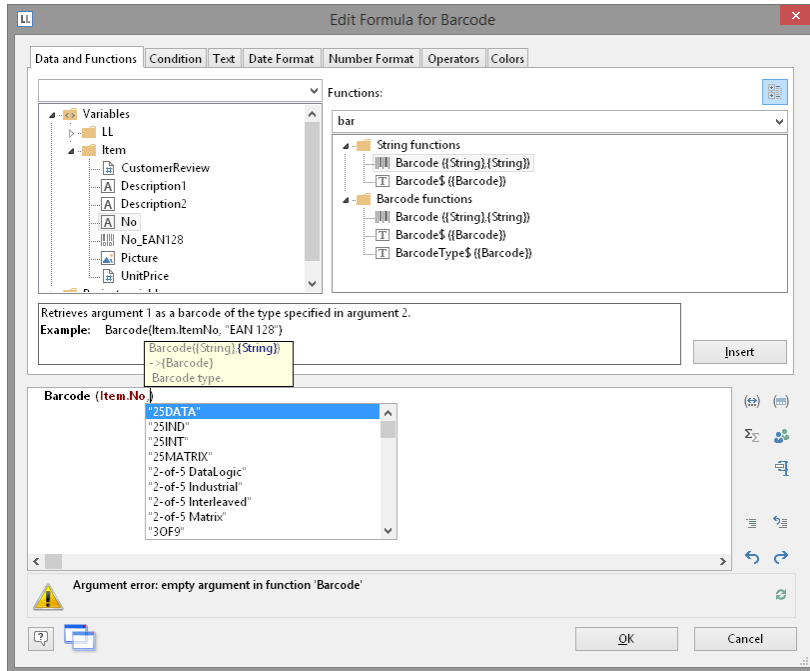 LL Edit Formula for Barcode
Data and Functions Condition Text Date Format Number Format Operators Colors
Functions:
Variables
LL
Item
CustomerReview
Description1
Description2
No
No_EAN128
Picture
UnitPrice
bar
String functions
Barcode ({String},{String})
Barcode$ ({Barcode})
Barcode functions
Barcode ({String},{String})
Barcode$ ({Barcode})
BarcodeType$ ({Barcode})
Retrieves argument 1 as a barcode of the type specified in argument 2.
Example: Barcode(Item.ItemNo, "EAN 128")
Barcode({String},{String})
->{Barcode}
Barcode type.
Insert
Barcode (Item.No,)
"25DATA"
"25IND"
"25INT"
"25MATRIX"
"2-of-5 DataLogic"
"2-of-5 Industrial"
"2-of-5 Interleaved"
"2-of-5 Matrix"
"3OF9"
Argument error: empty argument in function 'Barcode'
OK Cancel